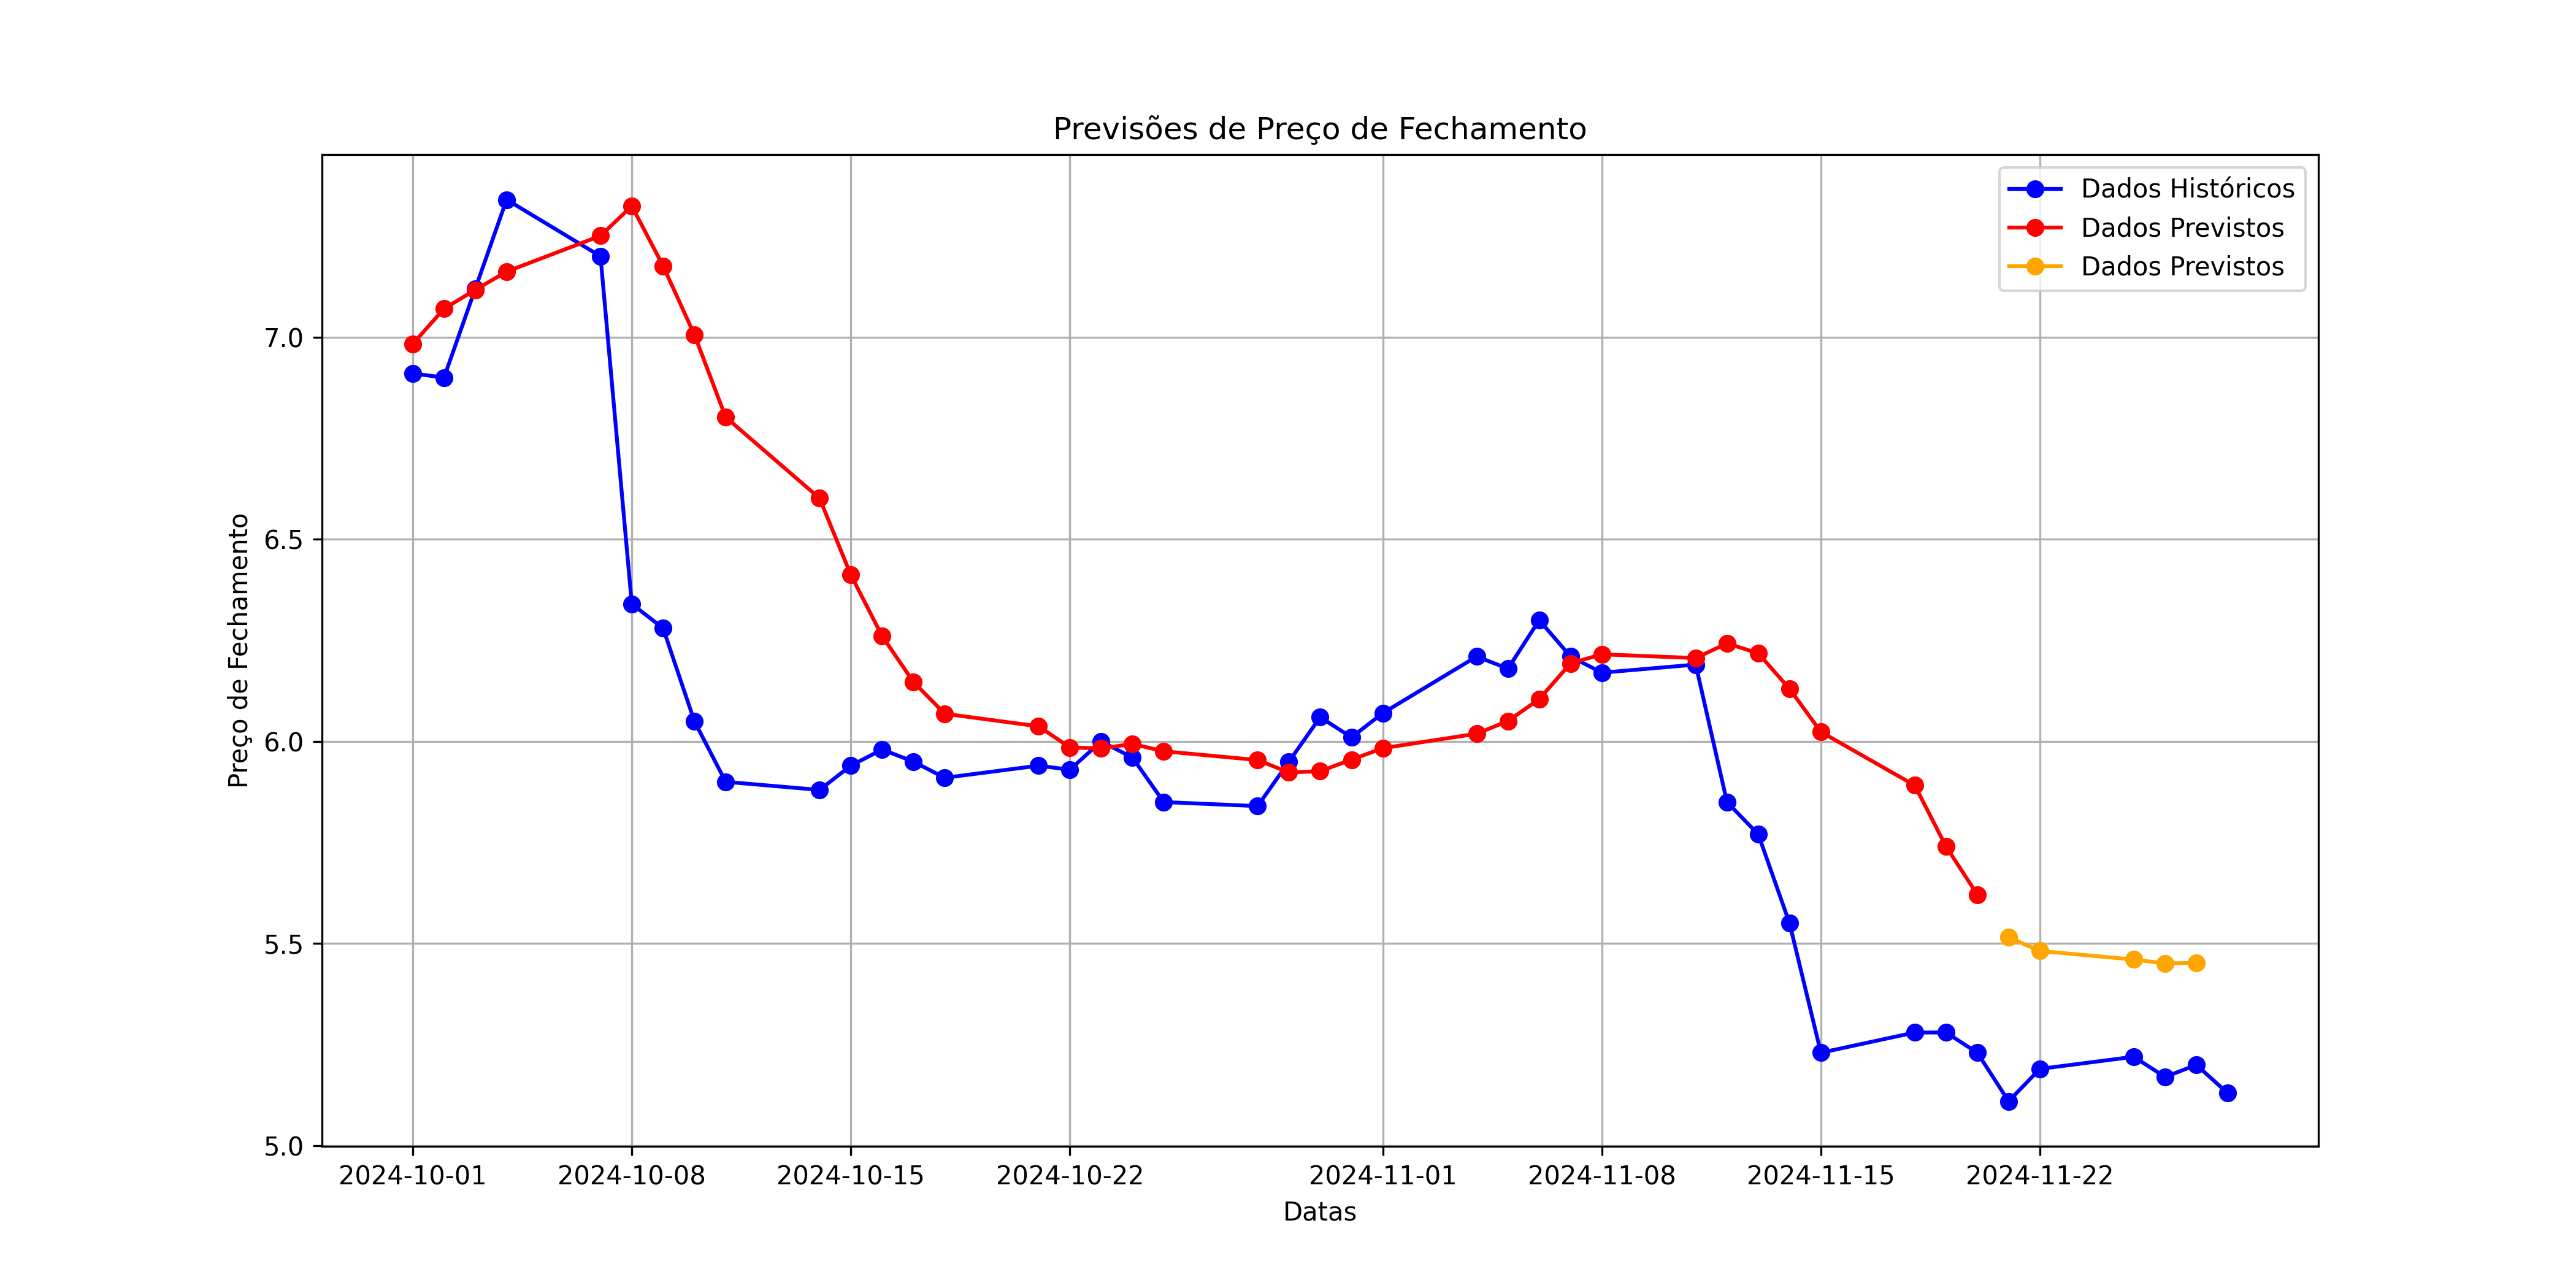 Previsões de Preço de Fechamento
Dados Históricos
Dados Previstos
Dados Previstos
Preço de Fechamento
7.0
6.5
6.0
5.5
5.0
2024-10-01
2024-10-08
2024-10-15
2024-10-22
2024-11-01
2024-11-08
2024-11-15
2024-11-22
Datas